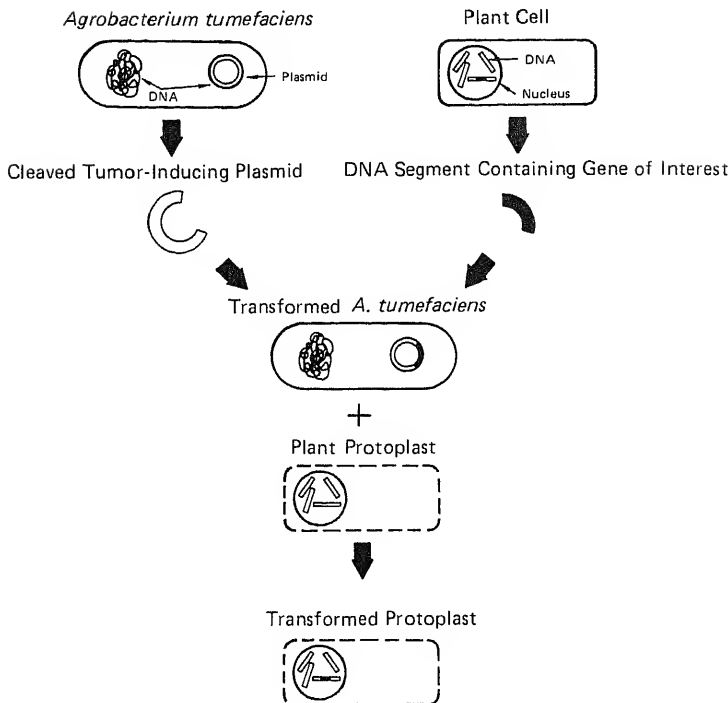 Agrobacterium tumefaciens
Plant Cell
DNA
Plasmid
DNA
Nucleus
Cleaved Tumor-Inducing Plasmid
DNA Segment Containing Gene of Interest
Transformed A. tumefaciens
+
Plant Protoplast
Transformed Protoplast